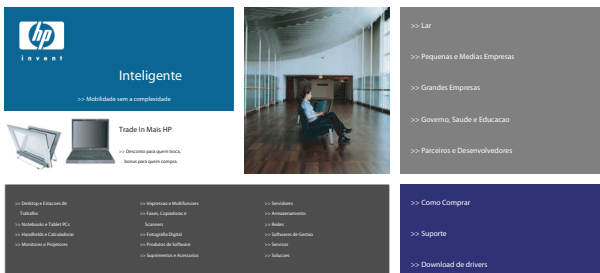 hp
invent
Inteligente
>> Mobilidade sem a complexidade
Trade In Mais HP
>> Desconto para quem troca,
bonus para quem compra.
>> Lar
>> Pequenas e Medias Empresas
>> Grandes Empresas
>> Governo, Saude e Educacao
>> Parceiros e Desenvolvedores
>> Desktop e Estacoes de
Trabalho
>> Notebooks e Tablet PCs
>> Handhelds e Calculadoras
>> Monitores e Projetores
>> Impressao e Multifuncoes
>> Faxes, Copiadoras e
Scanners
>> Fotografia Digital
>> Produtos de Software
>> Suprimentos e Acessorios
>> Servidores
>> Armazenamento
>> Redes
>> Softwares de Gestao
>> Servicos
>> Solucoes
>> Como Comprar
>> Suporte
>> Download de drivers